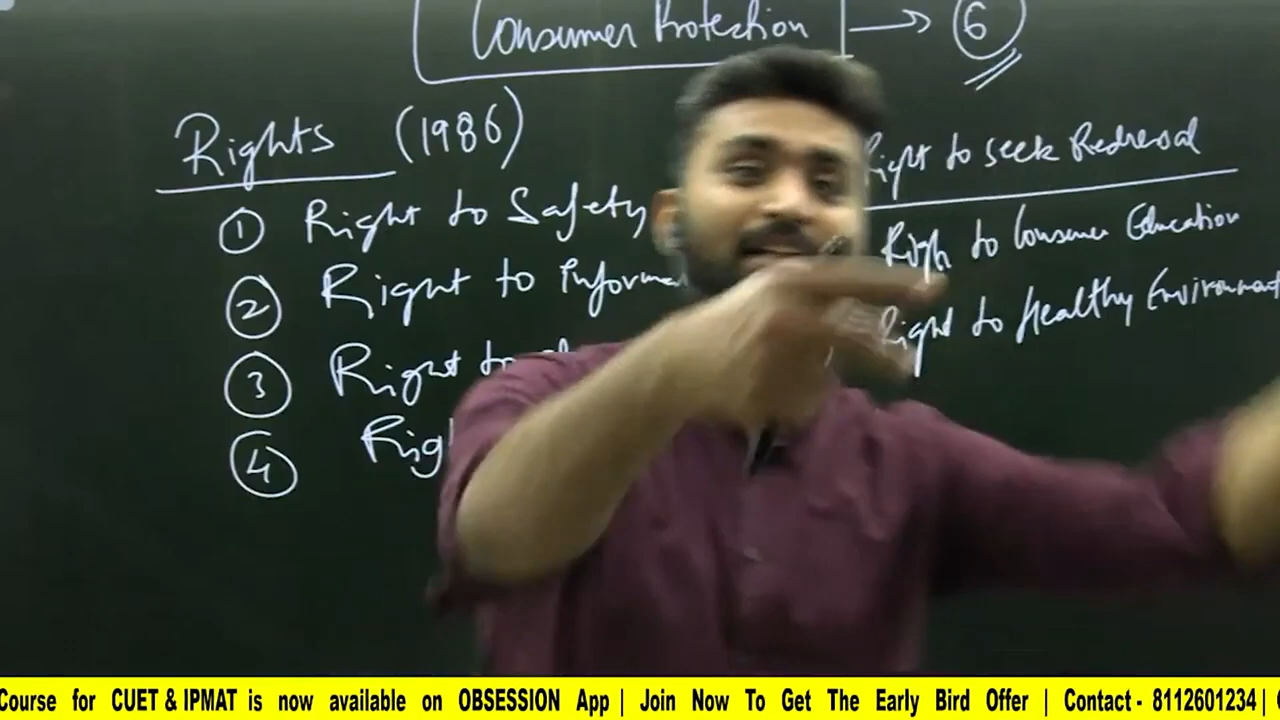 Consumer Protection → 6
Rights (1986)
1 Right to Safety
2 Right to Informa
3 Right to
4 Rig
Right to seek Redressal
Right to Consumer Education
Right to Healthy Environment
Course for CUET & IPMAT is now available on OBSESSION App | Join Now To Get The Early Bird Offer | Contact - 8112601234 |